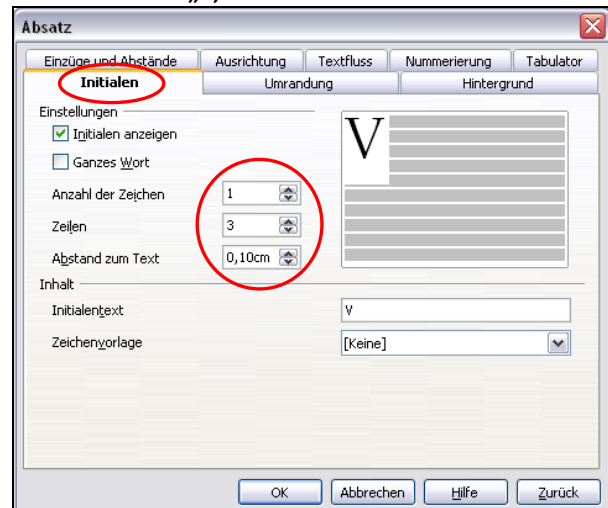 Absatz
Einzüge und Abstände Ausrichtung Textfluss Nummerierung Tabulator
Initialen Umrandung Hintergrund
Einstellungen
Initialen anzeigen
Ganzes Wort
Anzahl der Zeichen 1
Zeilen 3
Abstand zum Text 0,10cm
V
Inhalt
Initialentext V
Zeichenvorlage [Keine]
OK Abbrechen Hilfe Zurück